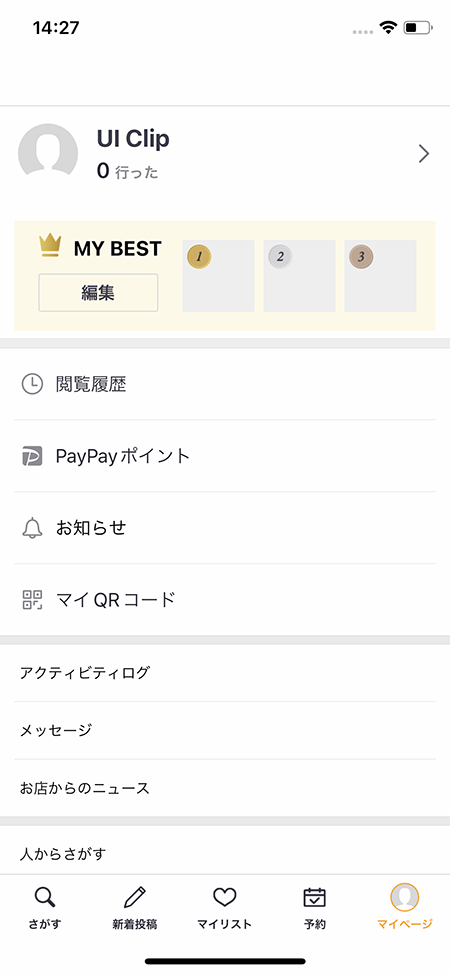 14:27
UI Clip
0 行った
MY BEST
編集
1
2
3
閲覧履歴
PayPayポイント
お知らせ
マイQRコード
アクティビティログ
メッセージ
お店からのニュース
人からさがす
さがす
新着投稿
マイリスト
予約
マイページ